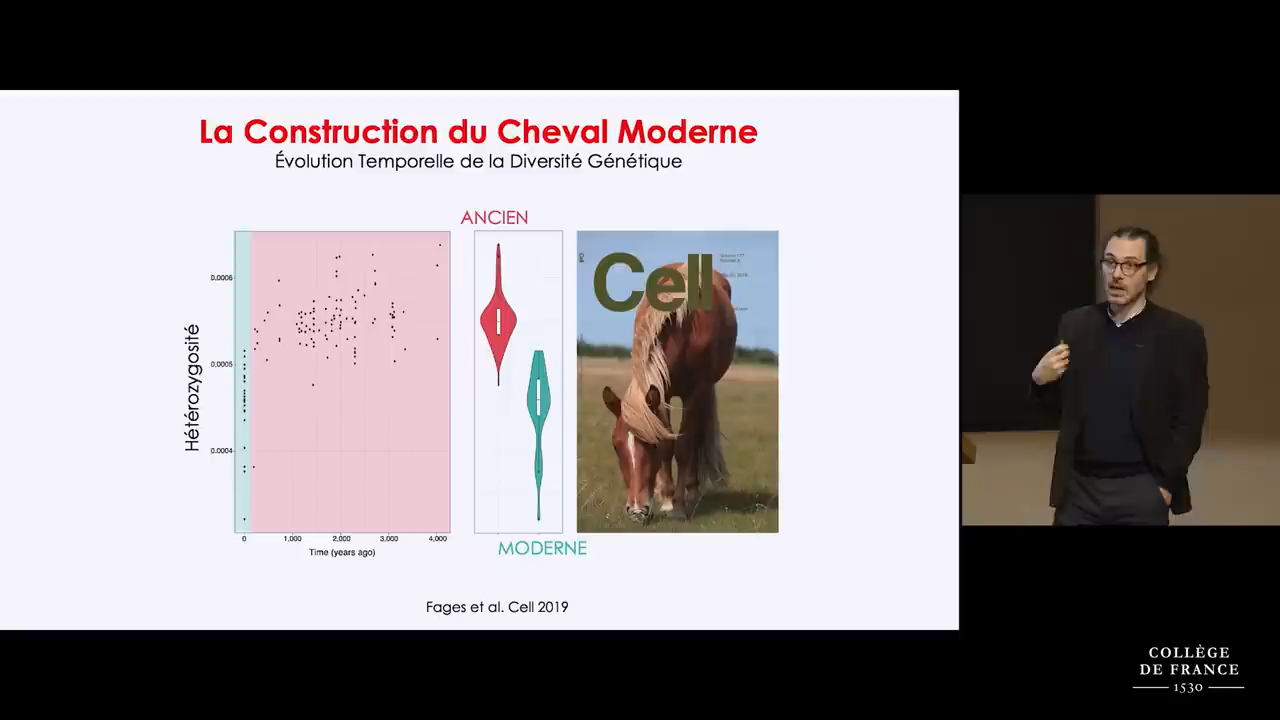 La Construction du Cheval Moderne
Évolution Temporelle de la Diversité Génétique
ANCIEN
Hétérozygosité
0.0006
0.0005
0.0004
0
1,000
2,000
3,000
4,000
Time (years ago)
Cell
Cell
MODERNE
Fages et al. Cell 2019
COLLÈGE
DE FRANCE
1530